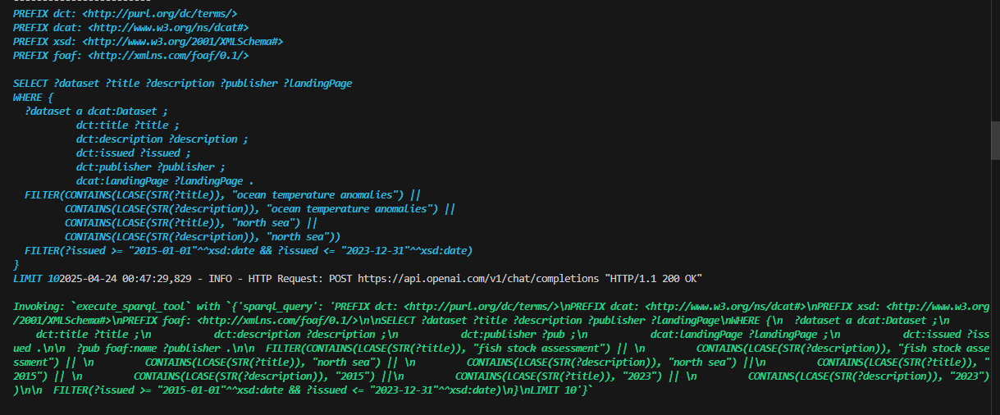 PREFIX dct: <http://purl.org/dc/terms/>
PREFIX dcat: <http://www.w3.org/ns/dcat#>
PREFIX xsd: <http://www.w3.org/2001/XMLSchema#>
PREFIX foaf: <http://xmlns.com/foaf/0.1/>

SELECT ?dataset ?title ?description ?publisher ?landingPage
WHERE {
  ?dataset a dcat:Dataset ;
           dct:title ?title ;
           dct:description ?description ;
           dct:issued ?issued ;
           dct:publisher ?publisher ;
           dcat:landingPage ?landingPage .
  FILTER(CONTAINS(LCASE(STR(?title)), "ocean temperature anomalies") ||
         CONTAINS(LCASE(STR(?description)), "ocean temperature anomalies") ||
         CONTAINS(LCASE(STR(?title)), "north sea") ||
         CONTAINS(LCASE(STR(?description)), "north sea"))
  FILTER(?issued >= "2015-01-01"^^xsd:date && ?issued <= "2023-12-31"^^xsd:date)
}
LIMIT 102025-04-24 00:47:29,829 - INFO - HTTP Request: POST https://api.openai.com/v1/chat/completions "HTTP/1.1 200 OK"

Invoking: `execute_sparql_tool` with `{'sparql_query': 'PREFIX dct: <http://purl.org/dc/terms/>\nPREFIX dcat: <http://www.w3.org/ns/dcat#>\nPREFIX xsd: <http://www.w3.org
/2001/XMLSchema#>\nPREFIX foaf: <http://xmlns.com/foaf/0.1/>\n\nSELECT ?dataset ?title ?description ?publisher ?landingPage\nWHERE {\n  ?dataset a dcat:Dataset ;\n
    dct:title ?title ;\n           dct:description ?description ;\n           dct:publisher ?pub ;\n           dcat:landingPage ?landingPage ;\n           dct:issued ?iss
ued .\n\n  ?pub foaf:name ?publisher .\n\n  FILTER(CONTAINS(LCASE(STR(?title)), "fish stock assessment") || \n         CONTAINS(LCASE(STR(?description)), "fish stock asse
ssment") || \n         CONTAINS(LCASE(STR(?title)), "north sea") || \n         CONTAINS(LCASE(STR(?description)), "north sea") ||\n         CONTAINS(LCASE(STR(?title)), "
2015") || \n         CONTAINS(LCASE(STR(?description)), "2015") ||\n         CONTAINS(LCASE(STR(?title)), "2023") || \n         CONTAINS(LCASE(STR(?description)), "2023")
)\n\n  FILTER(?issued >= "2015-01-01"^^xsd:date && ?issued <= "2023-12-31"^^xsd:date)\n}\nLIMIT 10'}`